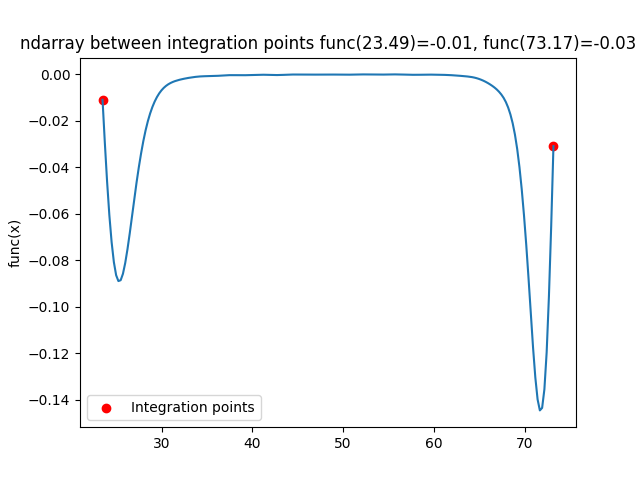 ndarray between integration points func(23.49)=-0.01, func(73.17)=-0.03
0.00
−0.02
−0.04
−0.06
−0.08
−0.10
−0.12
−0.14
func(x)
Integration points
30 40 50 60 70